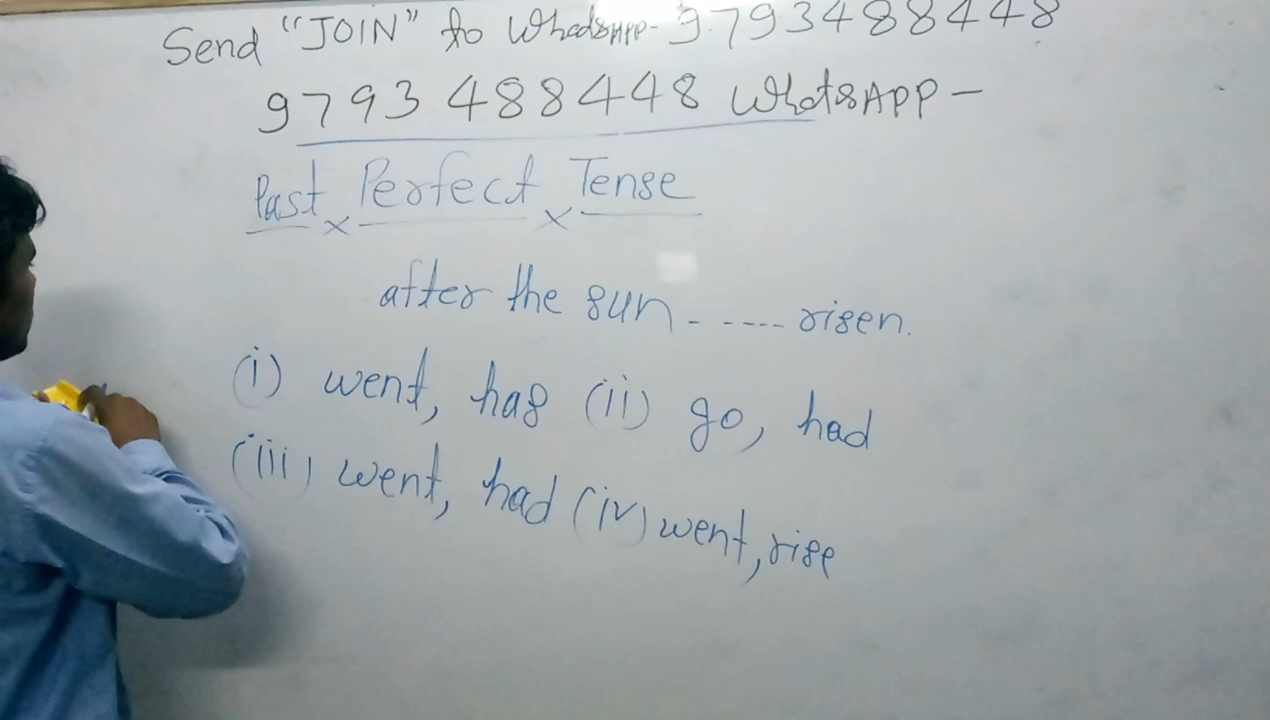 Send "JOIN" to WhatsApp- 9793488448
9793 488448 WhatsApp -
Past Perfect Tense
after the sun - - ---- risen.
(i) went, has (ii) go, had
(iii) went, had (iv) went, rise